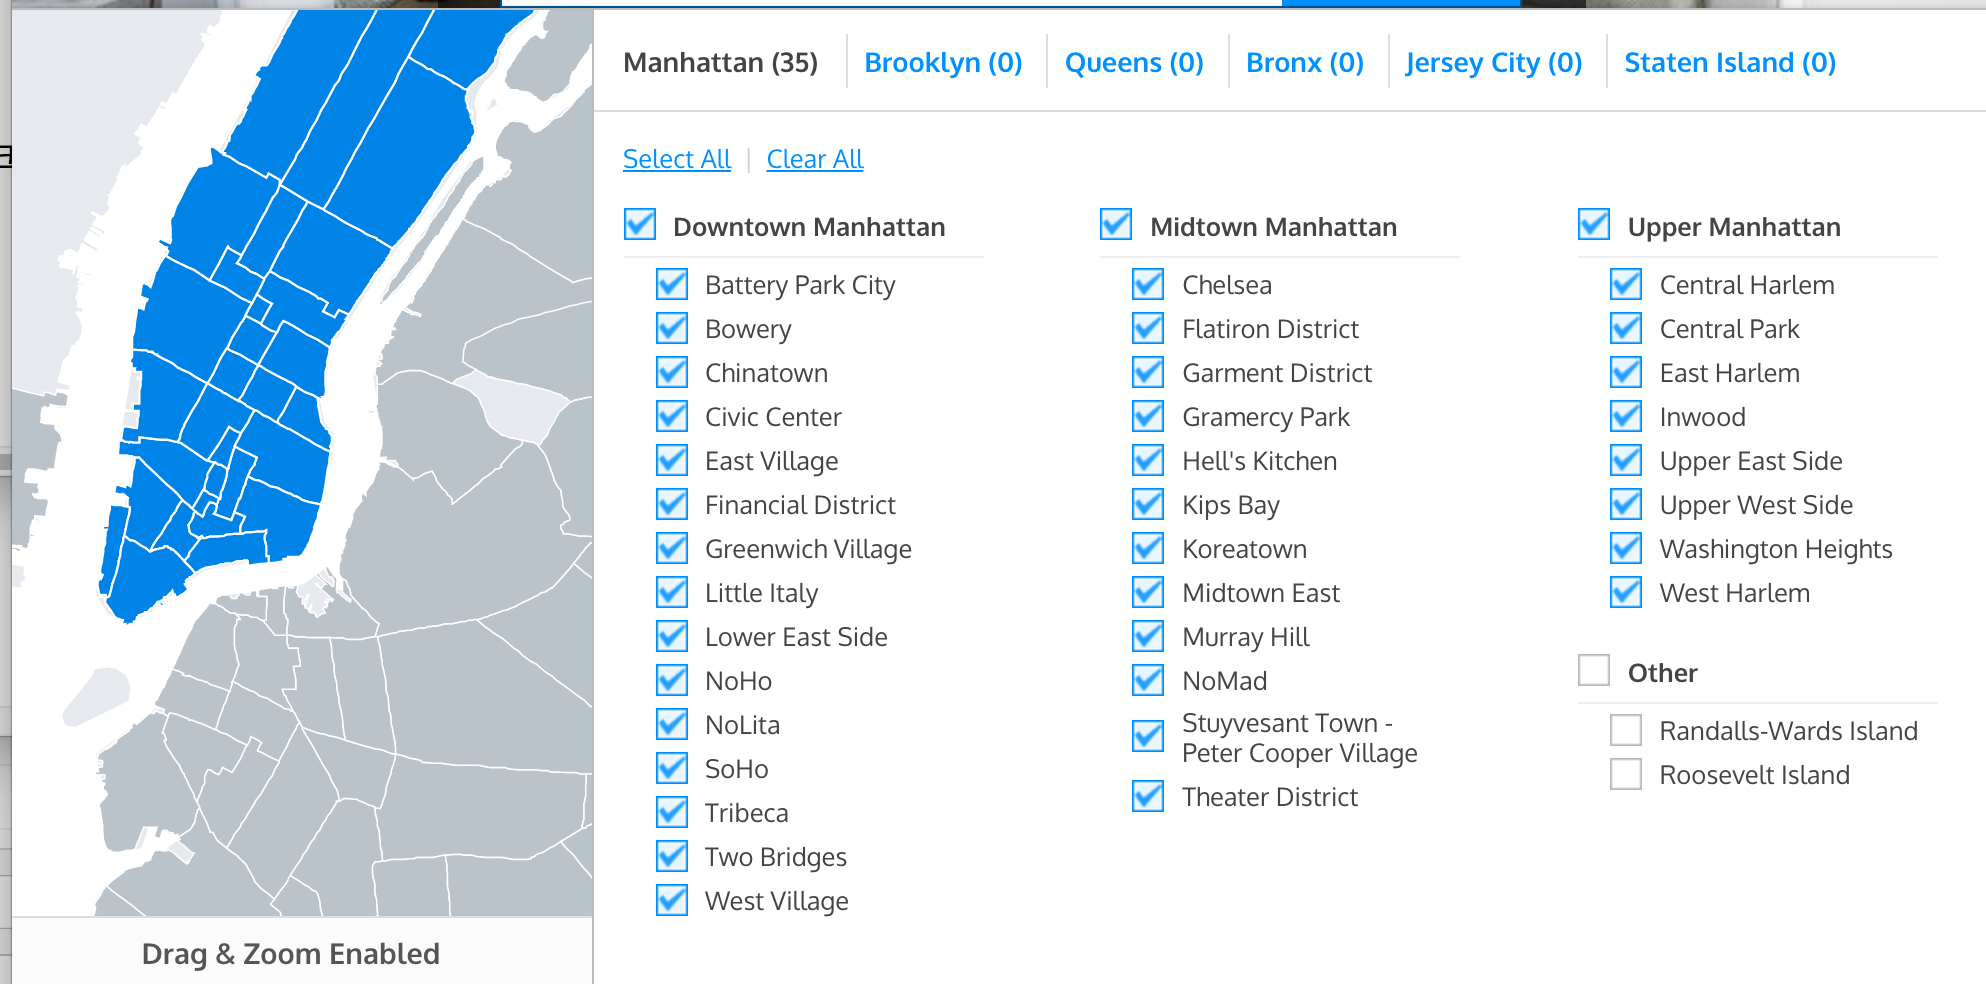 Manhattan (35)
Brooklyn (0)
Queens (0)
Bronx (0)
Jersey City (0)
Staten Island (0)
Select All | Clear All
Downtown Manhattan
Battery Park City
Bowery
Chinatown
Civic Center
East Village
Financial District
Greenwich Village
Little Italy
Lower East Side
NoHo
NoLita
SoHo
Tribeca
Two Bridges
West Village
Midtown Manhattan
Chelsea
Flatiron District
Garment District
Gramercy Park
Hell's Kitchen
Kips Bay
Koreatown
Midtown East
Murray Hill
NoMad
Stuyvesant Town -
Peter Cooper Village
Theater District
Upper Manhattan
Central Harlem
Central Park
East Harlem
Inwood
Upper East Side
Upper West Side
Washington Heights
West Harlem
Other
Randalls-Wards Island
Roosevelt Island
Drag & Zoom Enabled